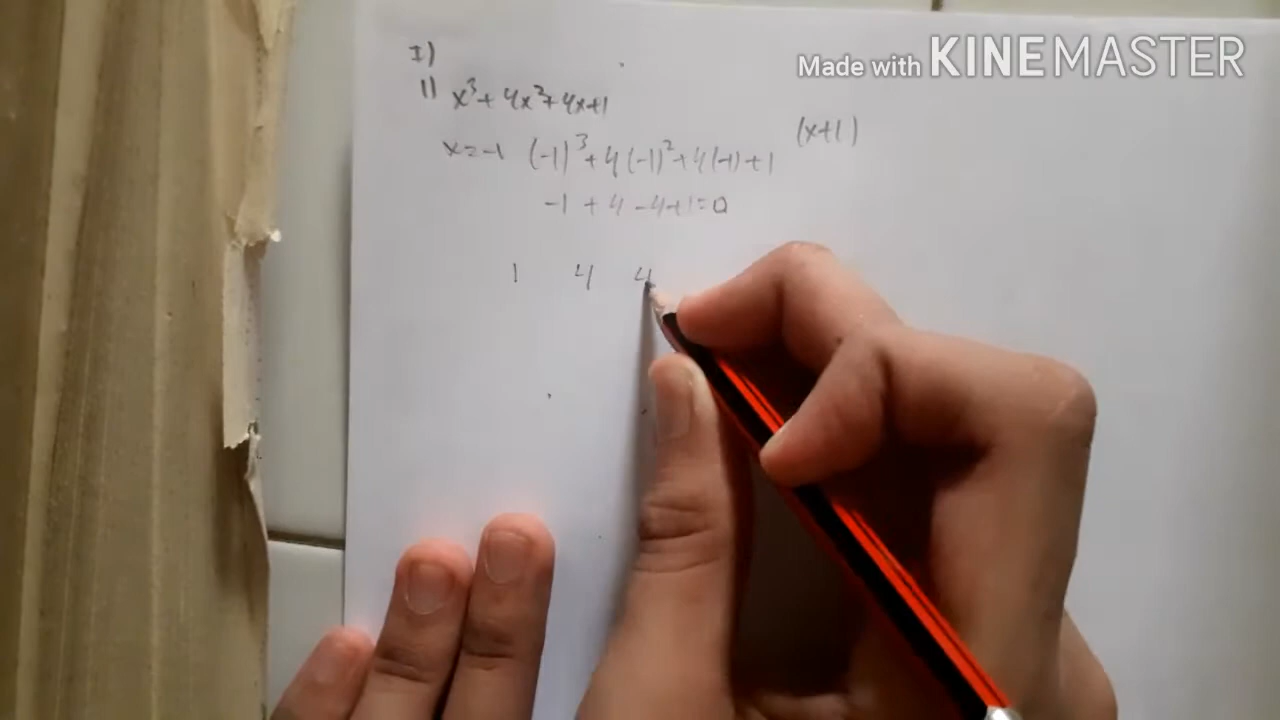 Made with KINEMASTER
I)
1) x³+4x²+4x+1
(x+1)
x=-1 (-1)³+4(-1)²+4(-1)+1
-1+4-4+1=0
1 4 4